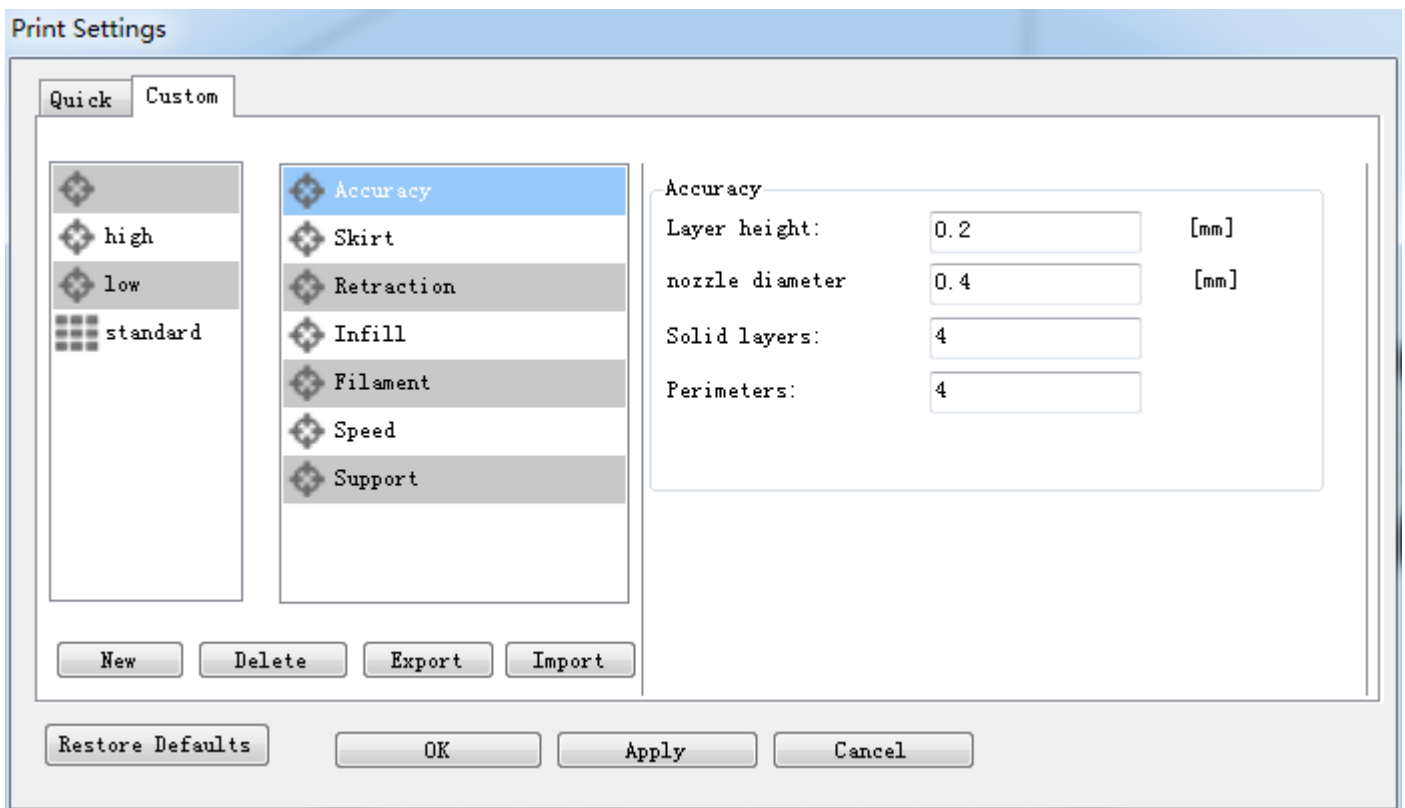 Print Settings
Quick
Custom
high
low
standard
Accuracy
Skirt
Retraction
Infill
Filament
Speed
Support
Accuracy
Layer height: 0.2 [mm]
nozzle diameter 0.4 [mm]
Solid layers: 4
Perimeters: 4
New Delete Export Import
Restore Defaults OK Apply Cancel